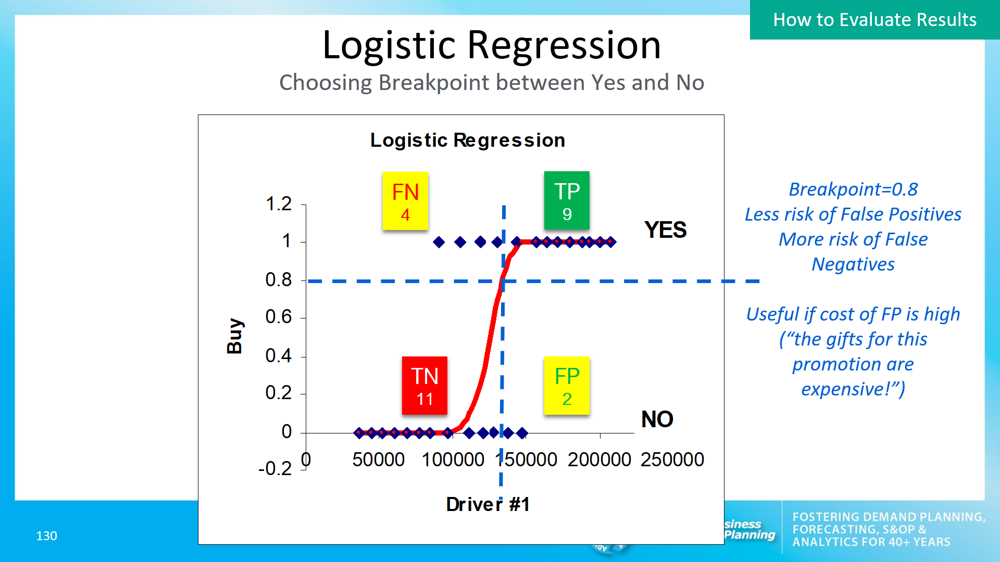 How to Evaluate Results
Logistic Regression
Choosing Breakpoint between Yes and No
Logistic Regression
FN
4
TP
9
YES
1.2
1
0.8
0.6
0.4
0.2
0
-0.2
Buy
TN
11
FP
2
NO
0 50000 100000 150000 200000 250000
Driver #1
Breakpoint=0.8
Less risk of False Positives
More risk of False
Negatives
Useful if cost of FP is high
(“the gifts for this
promotion are
expensive!”)
130
siness
Planning
FOSTERING DEMAND PLANNING,
FORECASTING, S&OP &
ANALYTICS FOR 40+ YEARS